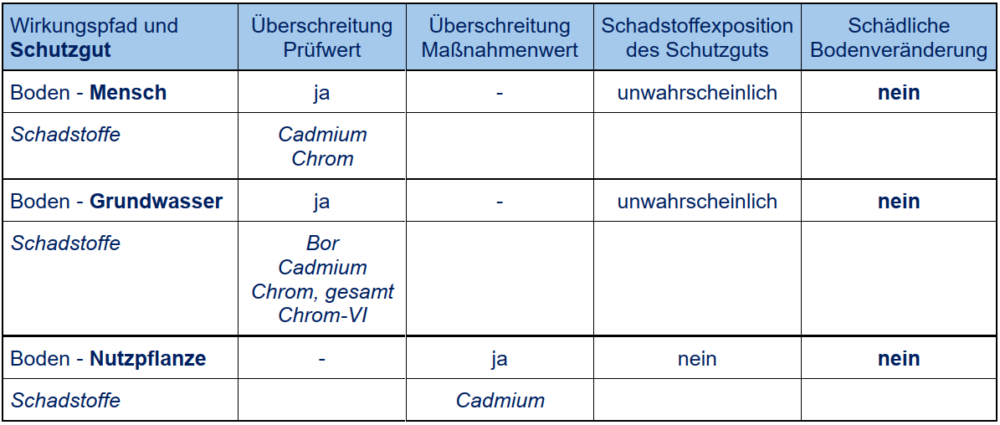 Wirkungspfad und Schutzgut | Überschreitung Prüfwert | Überschreitung Maßnahmenwert | Schadstoffexposition des Schutzguts | Schädliche Bodenveränderung
Boden - Mensch | ja | - | unwahrscheinlich | nein
Schadstoffe | Cadmium Chrom
Boden - Grundwasser | ja | - | unwahrscheinlich | nein
Schadstoffe | Bor Cadmium Chrom, gesamt Chrom-VI
Boden - Nutzpflanze | - | ja | nein | nein
Schadstoffe | Cadmium